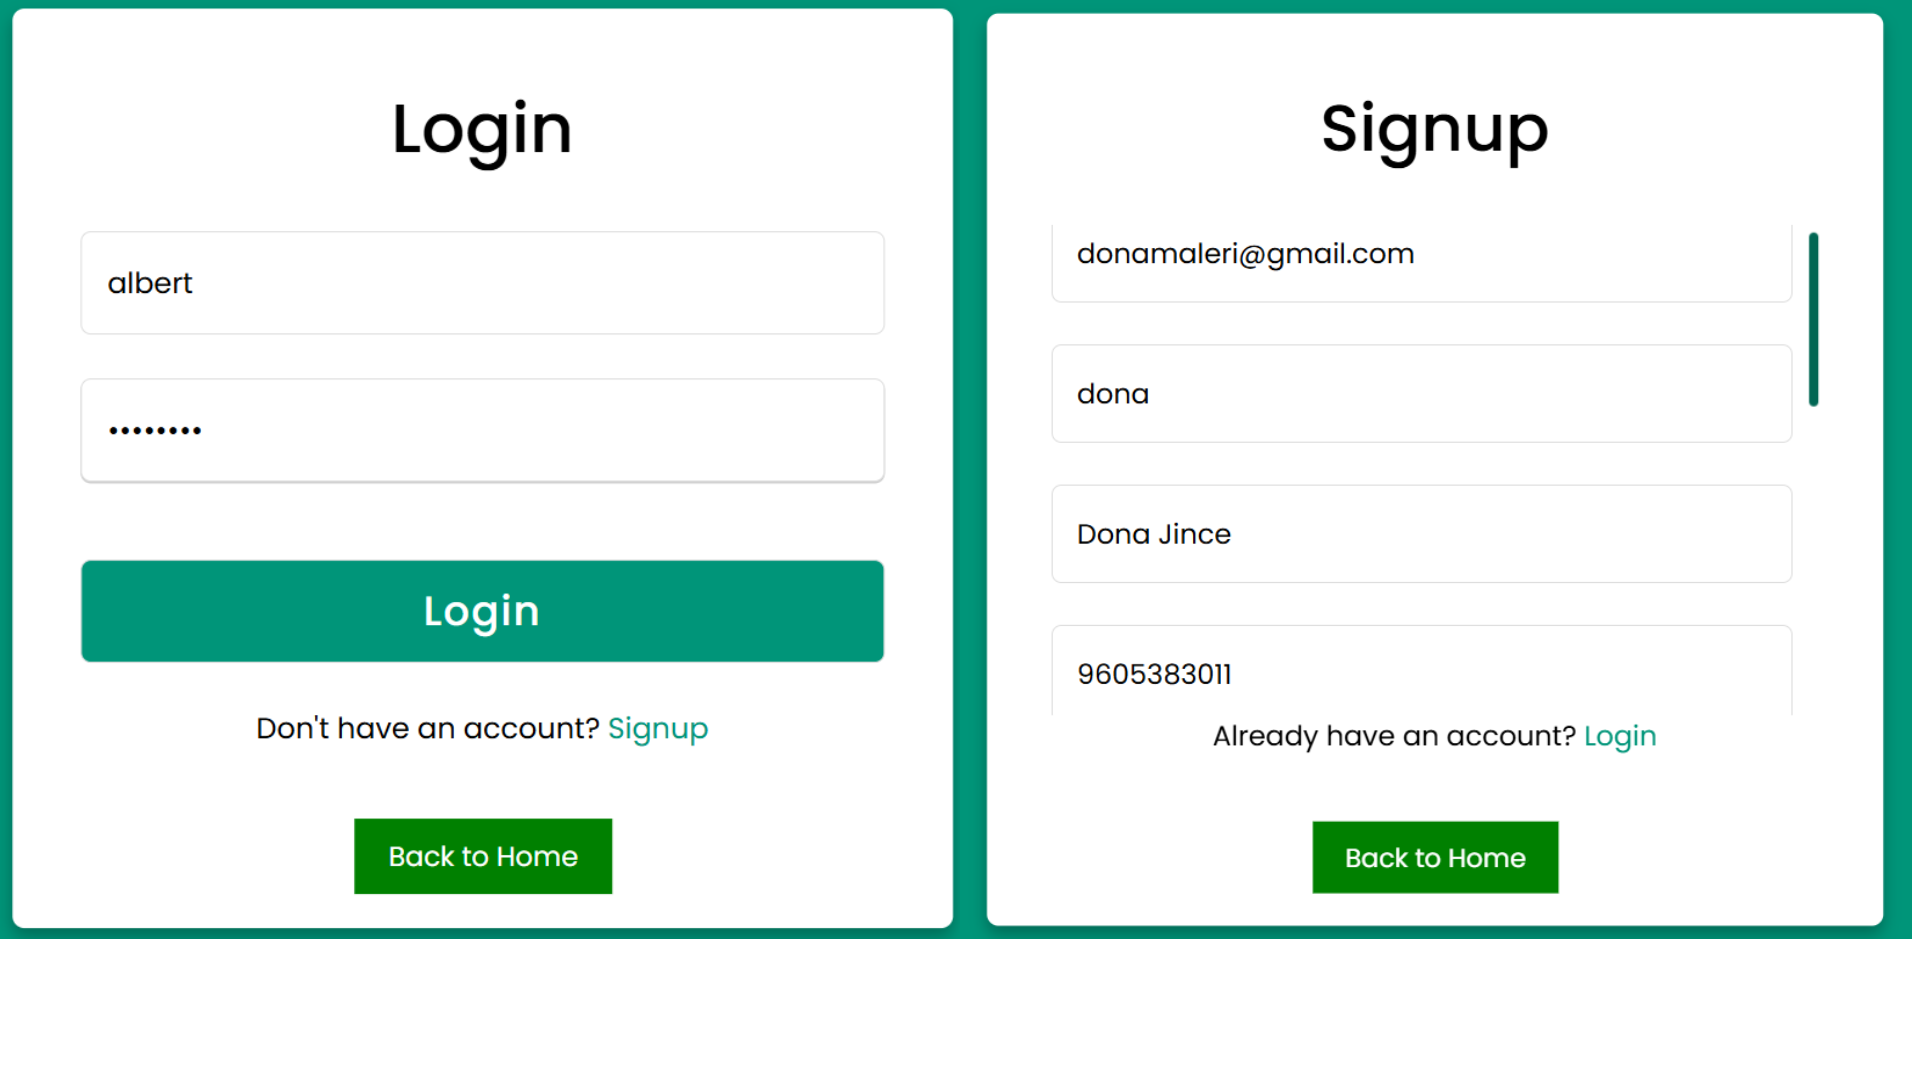 Login
albert
••••••••
Login
Don't have an account? Signup
Back to Home
Signup
donamaleri@gmail.com
dona
Dona Jince
9605383011
Already have an account? Login
Back to Home